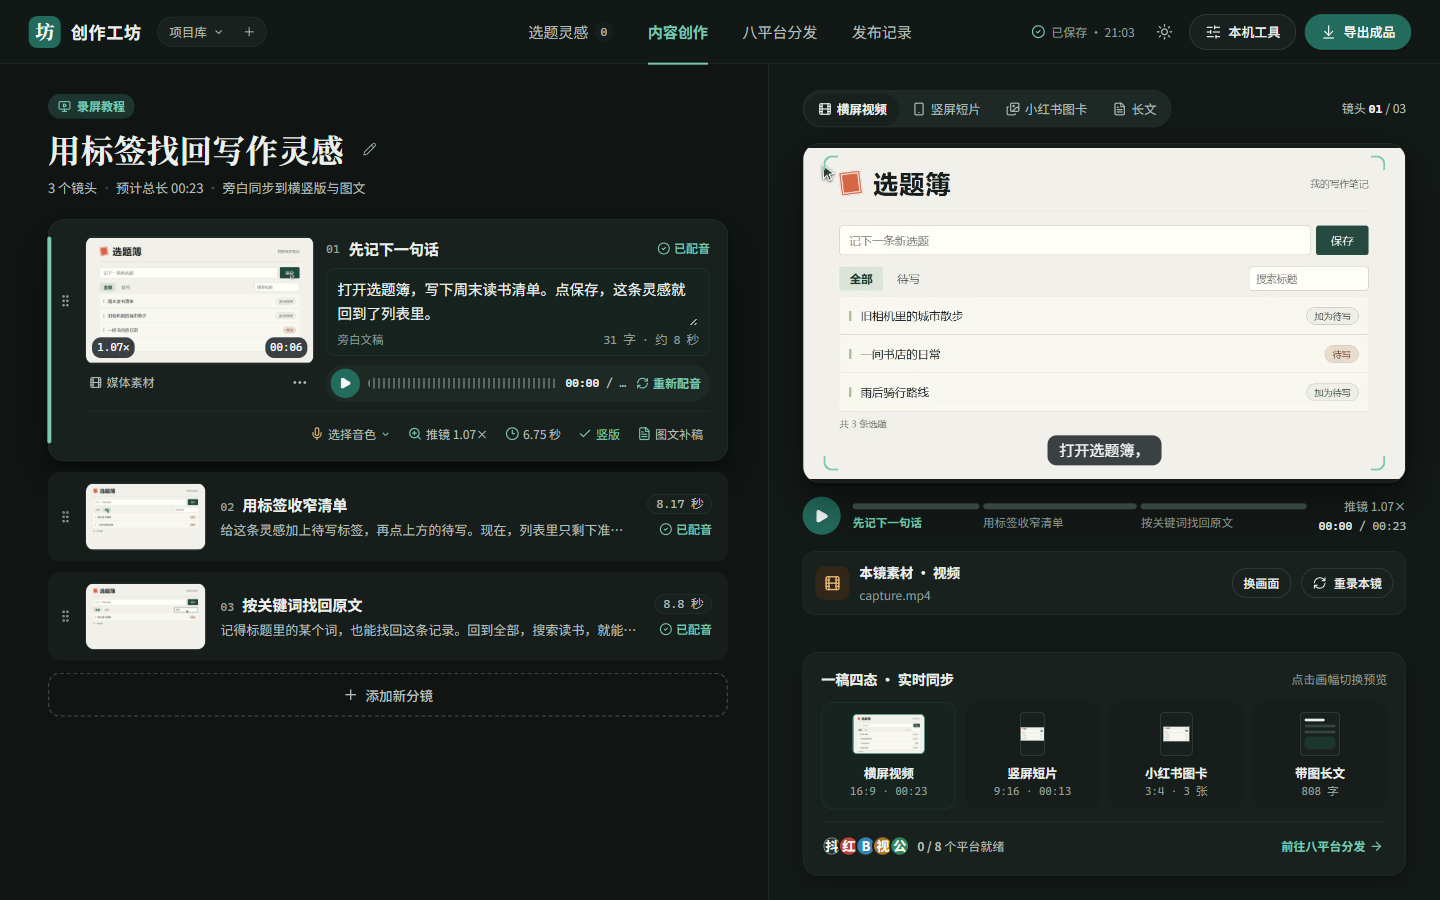 坊 创作工坊 项目库 选题灵感 0 内容创作 八平台分发 发布记录 已保存 • 21:03 本机工具 导出成品
录屏教程
用标签找回写作灵感
3 个镜头 · 预计总长 00:23 · 旁白同步到横竖版与图文
选题簿
1.07×
00:06
媒体素材
01 先记下一句话 已配音
打开选题簿，写下周末读书清单。点保存，这条灵感就
回到了列表里。
旁白文稿 31 字 · 约 8 秒
00:00 / … 重新配音
选择音色 推镜 1.07× 6.75 秒 竖版 图文补稿
02 用标签收窄清单 8.17 秒
给这条灵感加上待写标签，再点上方的待写。现在，列表里只剩下准… 已配音
03 按关键词找回原文 8.8 秒
记得标题里的某个词，也能找回这条记录。回到全部，搜索读书，就能… 已配音
添加新分镜
横屏视频 竖屏短片 小红书图卡 长文 镜头 01 / 03
选题簿 我的写作笔记
记下一条新选题 保存
全部 待写 搜索标题
旧相机里的城市散步 加为待写
一间书店的日常 待写
雨后骑行路线 加为待写
共 3 条选题
打开选题簿，
先记下一句话 用标签收窄清单 按关键词找回原文
推镜 1.07×
00:00 / 00:23
本镜素材 • 视频
capture.mp4
换画面 重录本镜
一稿四态 • 实时同步 点击画幅切换预览
横屏视频
16:9 · 00:23
竖屏短片
9:16 · 00:13
小红书图卡
3:4 · 3 张
带图长文
808 字
抖 红 B 视 公 0 / 8 个平台就绪 前往八平台分发